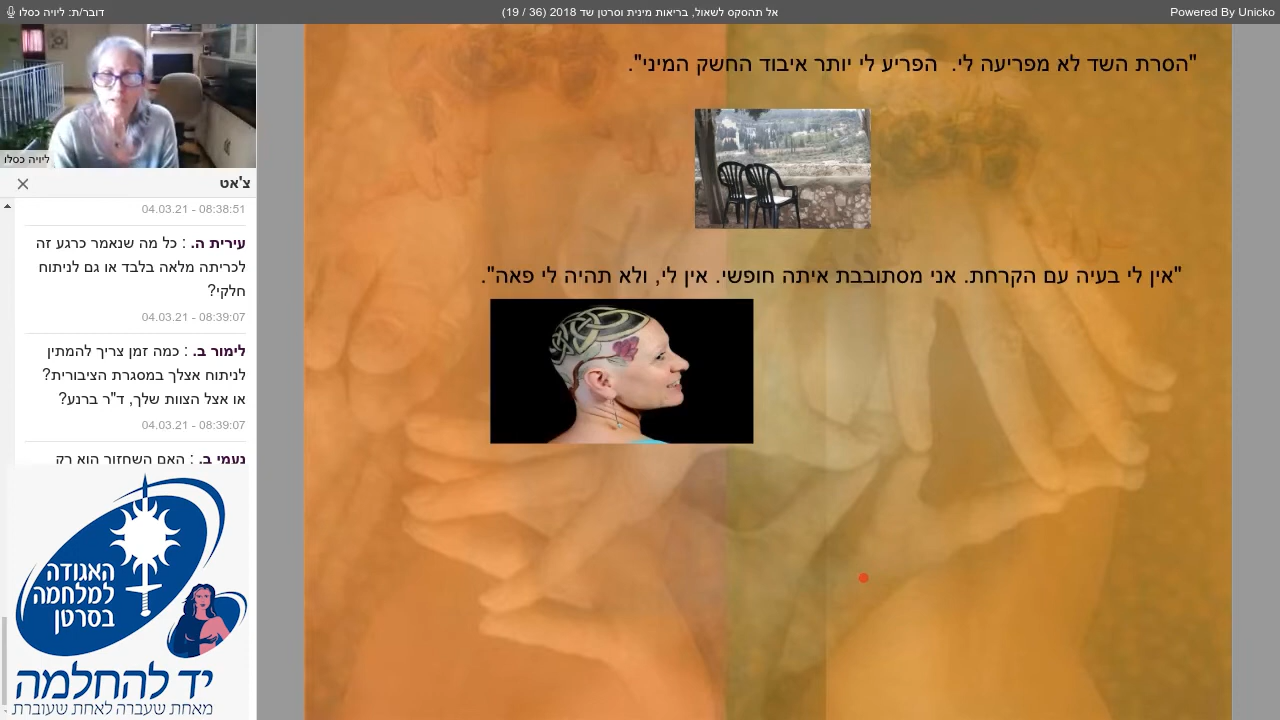 דובר/ת: ליויה כסלו
אל תהסקס לשאול, בריאות מינית וסרטן שד 2018 (36 / 19)
Powered By Unicko
ליויה כסלו
צ'אט
04.03.21 - 08:38:51
עירית ה. : כל מה שנאמר כרגע זה
לכריתה מלאה בלבד או גם לניתוח
חלקי?
04.03.21 - 08:39:07
לימור ב. : כמה זמן צריך להמתין
לניתוח אצלך במסגרת הציבורית?
או אצל הצוות שלך, ד"ר ברנע?
04.03.21 - 08:39:07
נעמי ב. : האם השחזור הוא רק
האגודה
למלחמה
בסרטן
יד להחלמה
מאחת שעברה לאחת שעוברת
"הסרת השד לא מפריעה לי.  הפריע לי יותר איבוד החשק המיני".
"אין לי בעיה עם הקרחת. אני מסתובבת איתה חופשי. אין לי, ולא תהיה לי פאה".